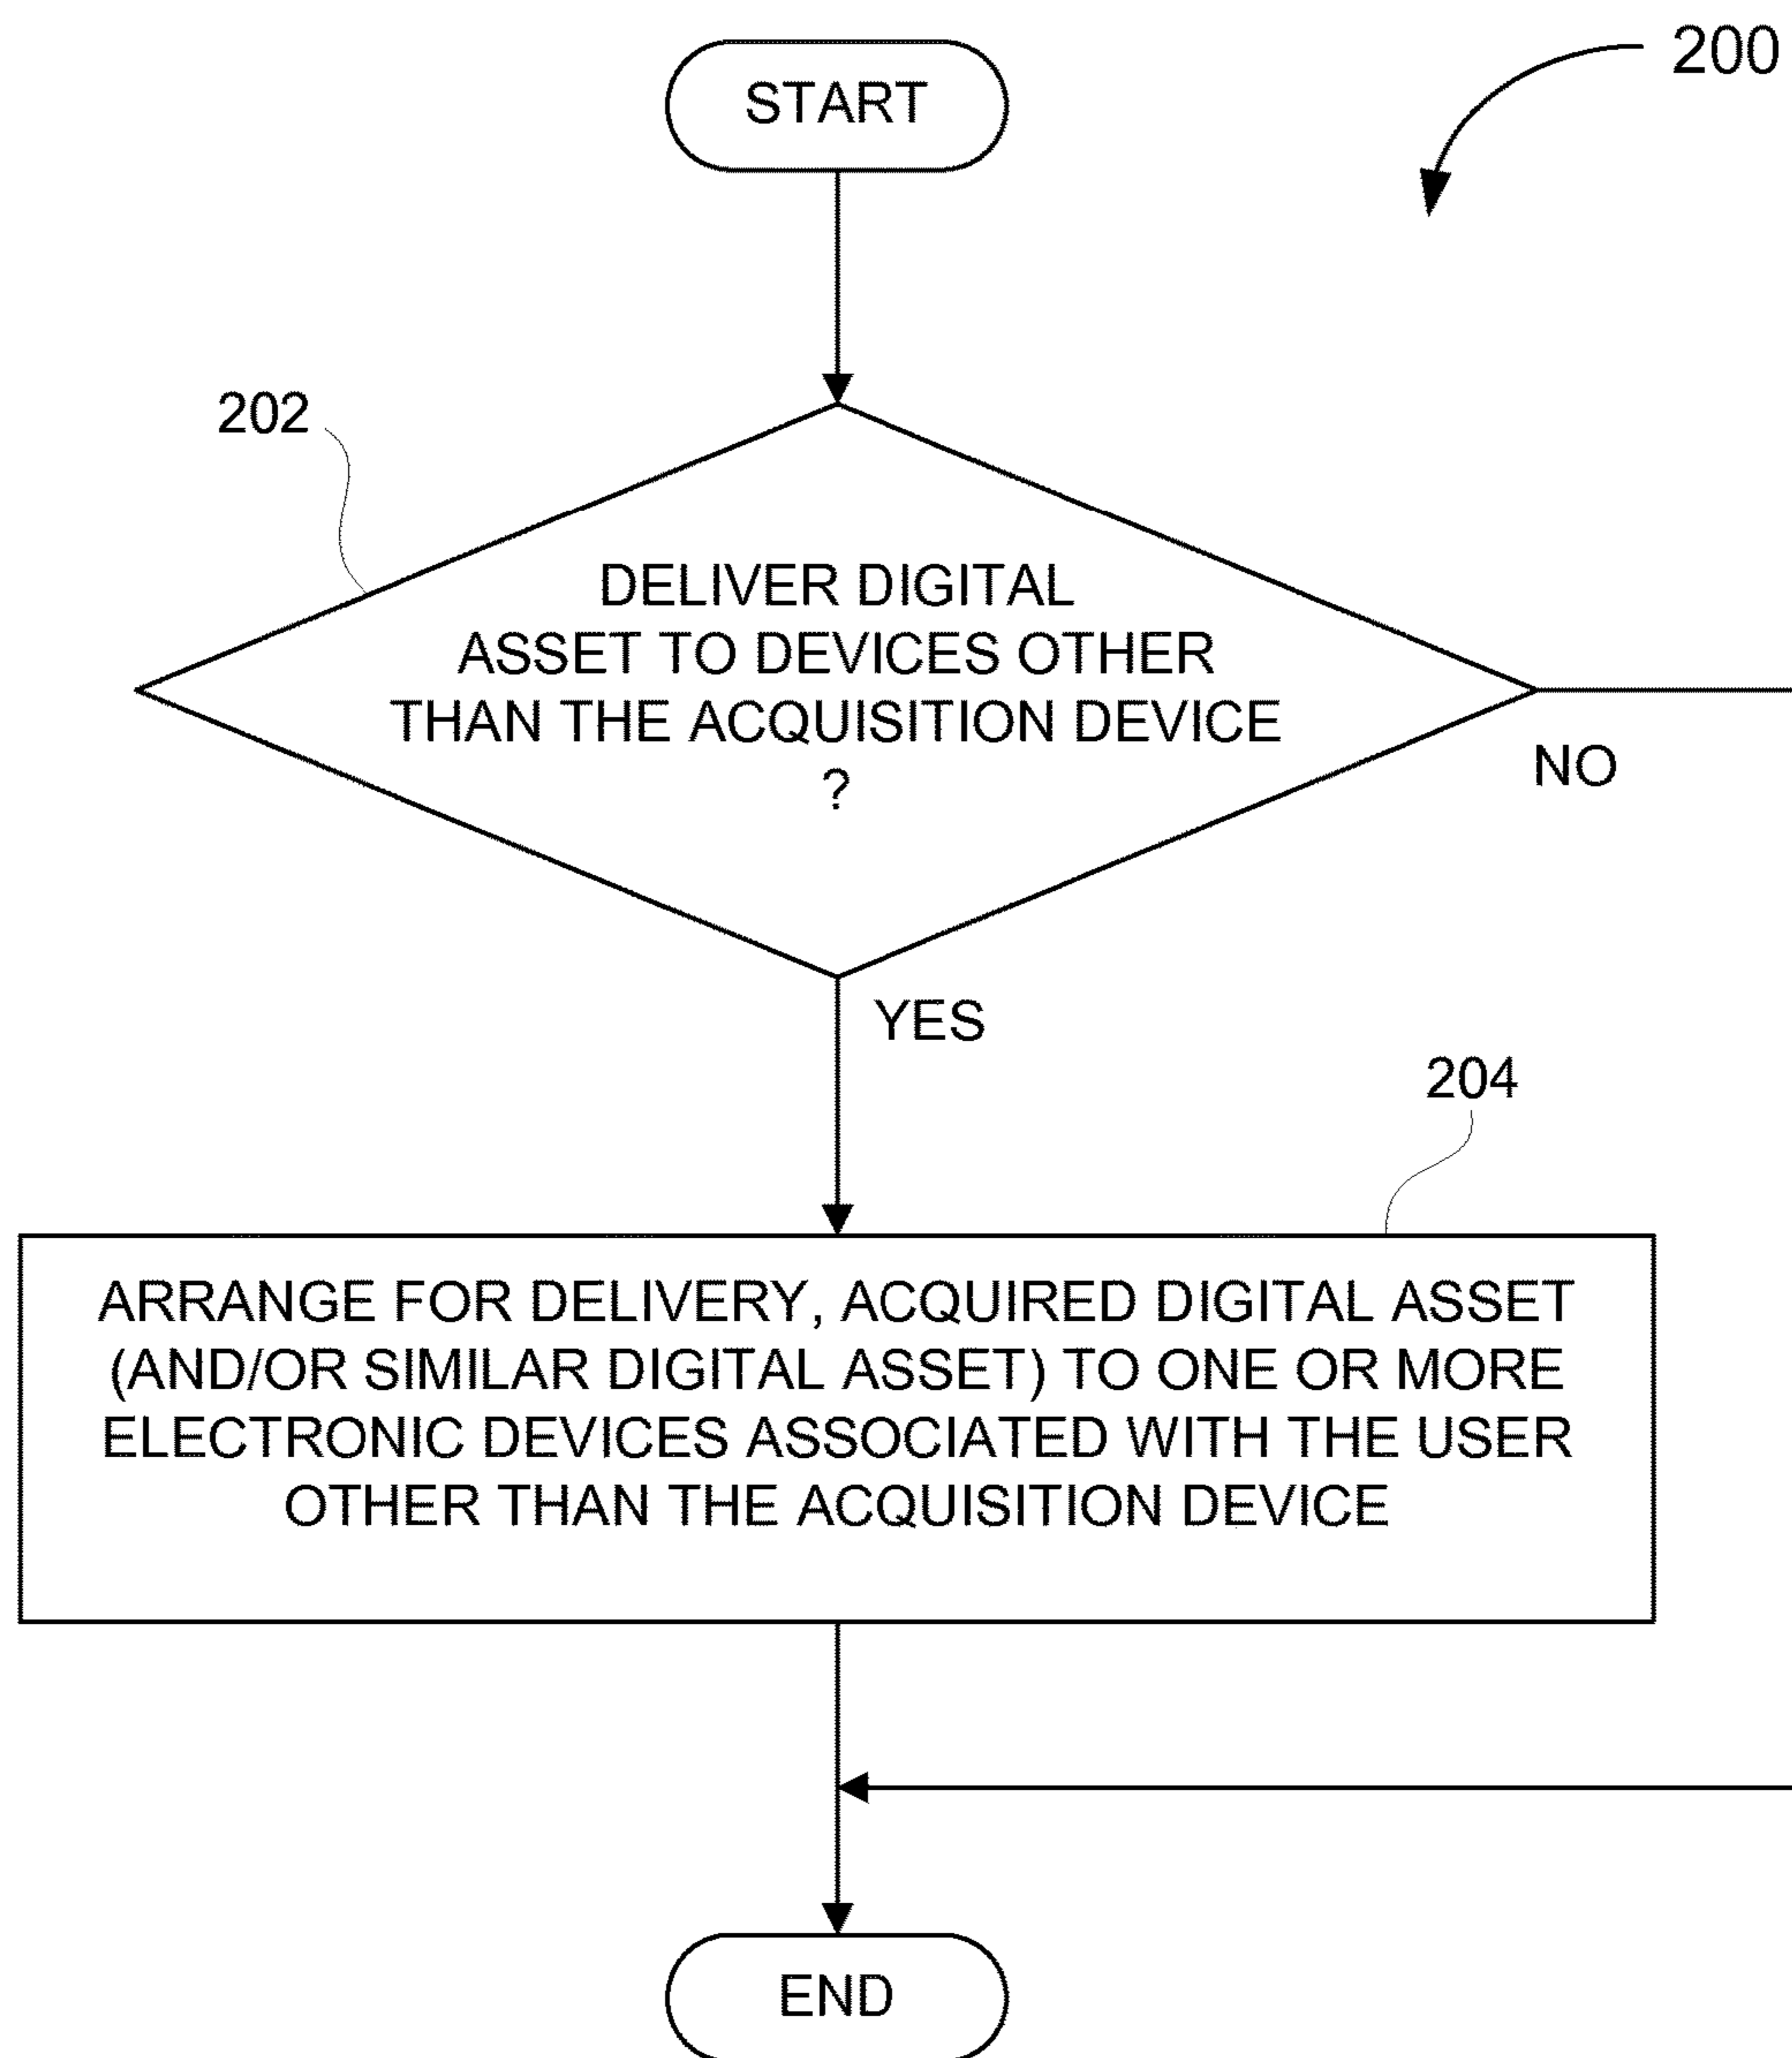 200
START
202
DELIVER DIGITAL
ASSET TO DEVICES OTHER
THAN THE ACQUISITION DEVICE
?
NO
YES
204
ARRANGE FOR DELIVERY, ACQUIRED DIGITAL ASSET
(AND/OR SIMILAR DIGITAL ASSET) TO ONE OR MORE
ELECTRONIC DEVICES ASSOCIATED WITH THE USER
OTHER THAN THE ACQUISITION DEVICE
END